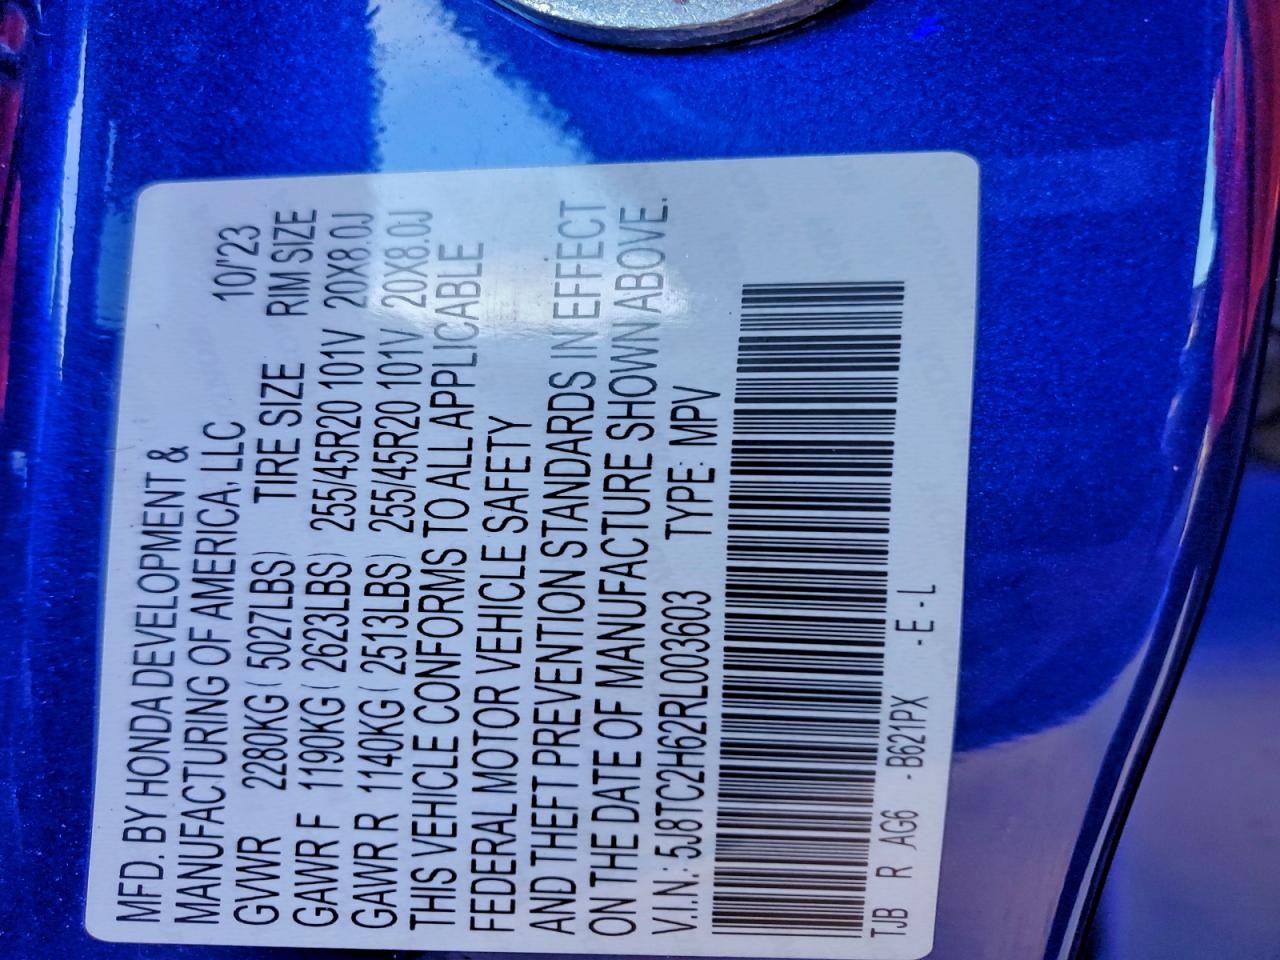 MFD. BY HONDA DEVELOPMENT &
MANUFACTURING OF AMERICA, LLC 10/'23
GVWR 2280KG ( 5027LBS) TIRE SIZE RIM SIZE
GAWR F 1190KG ( 2623LBS) 255/45R20 101V 20X8.0J
GAWR R 1140KG ( 2513LBS) 255/45R20 101V 20X8.0J
THIS VEHICLE CONFORMS TO ALL APPLICABLE
FEDERAL MOTOR VEHICLE SAFETY
AND THEFT PREVENTION STANDARDS IN EFFECT
ON THE DATE OF MANUFACTURE SHOWN ABOVE.
V.I.N.: 5J8TC2H62RL003603 TYPE: MPV
TJB R AG6 - B621PX - E - L